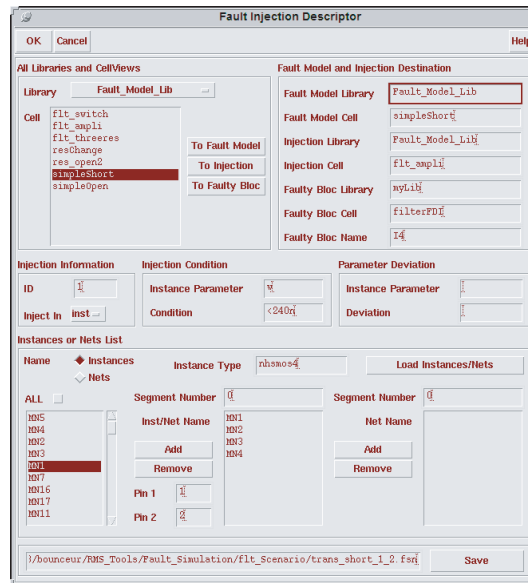 Fault Injection Descriptor
OK Cancel Help
All Libraries and CellViews
Library Fault_Model_Lib
Cell
flt_switch
flt_ampli
flt_threeres
resChange
res_open2
simpleShort
simpleOpen
To Fault Model
To Injection
To Faulty Bloc
Fault Model and Injection Destination
Fault Model Library Fault_Model_Lib
Fault Model Cell simpleShort
Injection Library Fault_Model_Lib
Injection Cell flt_ampli
Faulty Bloc Library myLib
Faulty Bloc Cell filterFDI
Faulty Bloc Name I4
Injection Information
ID 1
Inject In inst
Injection Condition
Instance Parameter w
Condition <240n
Parameter Deviation
Instance Parameter
Deviation
Instances or Nets List
Name Instances
Nets
Instance Type nhsmos4
Load Instances/Nets
ALL
MN5
MN4
MN2
MN3
MN1
MN7
MN16
MN17
MN11
Segment Number 0
Inst/Net Name
Add
Remove
Pin 1 1
Pin 2 2
MN1
MN2
MN3
MN4
Segment Number 0
Net Name
Add
Remove
}/bounceur/RMS_Tools/Fault_Simulation/flt_Scenario/trans_short_1_2.fsn
Save